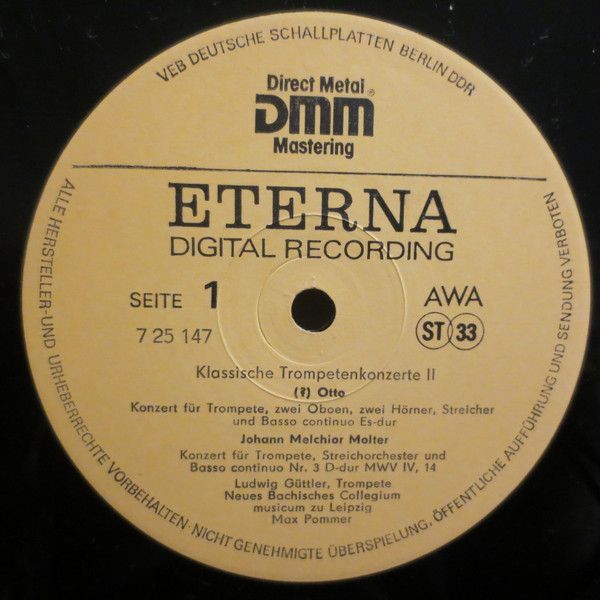 VEB DEUTSCHE SCHALLPLATTEN BERLIN DDR
Direct Metal
DMM®
Mastering
ETERNA
DIGITAL RECORDING
SEITE 1
AWA
7 25 147
ST 33
Klassische Trompetenkonzerte II
(?) Otto
Konzert für Trompete, zwei Oboen, zwei Hörner, Streicher
und Basso continuo Es-dur
Johann Melchior Molter
Konzert für Trompete, Streichorchester und
Basso continuo Nr. 3 D-dur MWV IV, 14
Ludwig Güttler, Trompete
Neues Bachisches Collegium
musicum zu Leipzig
Max Pommer
ALLE HERSTELLER-UND URHEBERRECHTE VORBEHALTEN·NICHT GENEHMIGTE ÜBERSPIELUNG, ÖFFENTLICHE AUFFÜHRUNG UND SENDUNG VERBOTEN